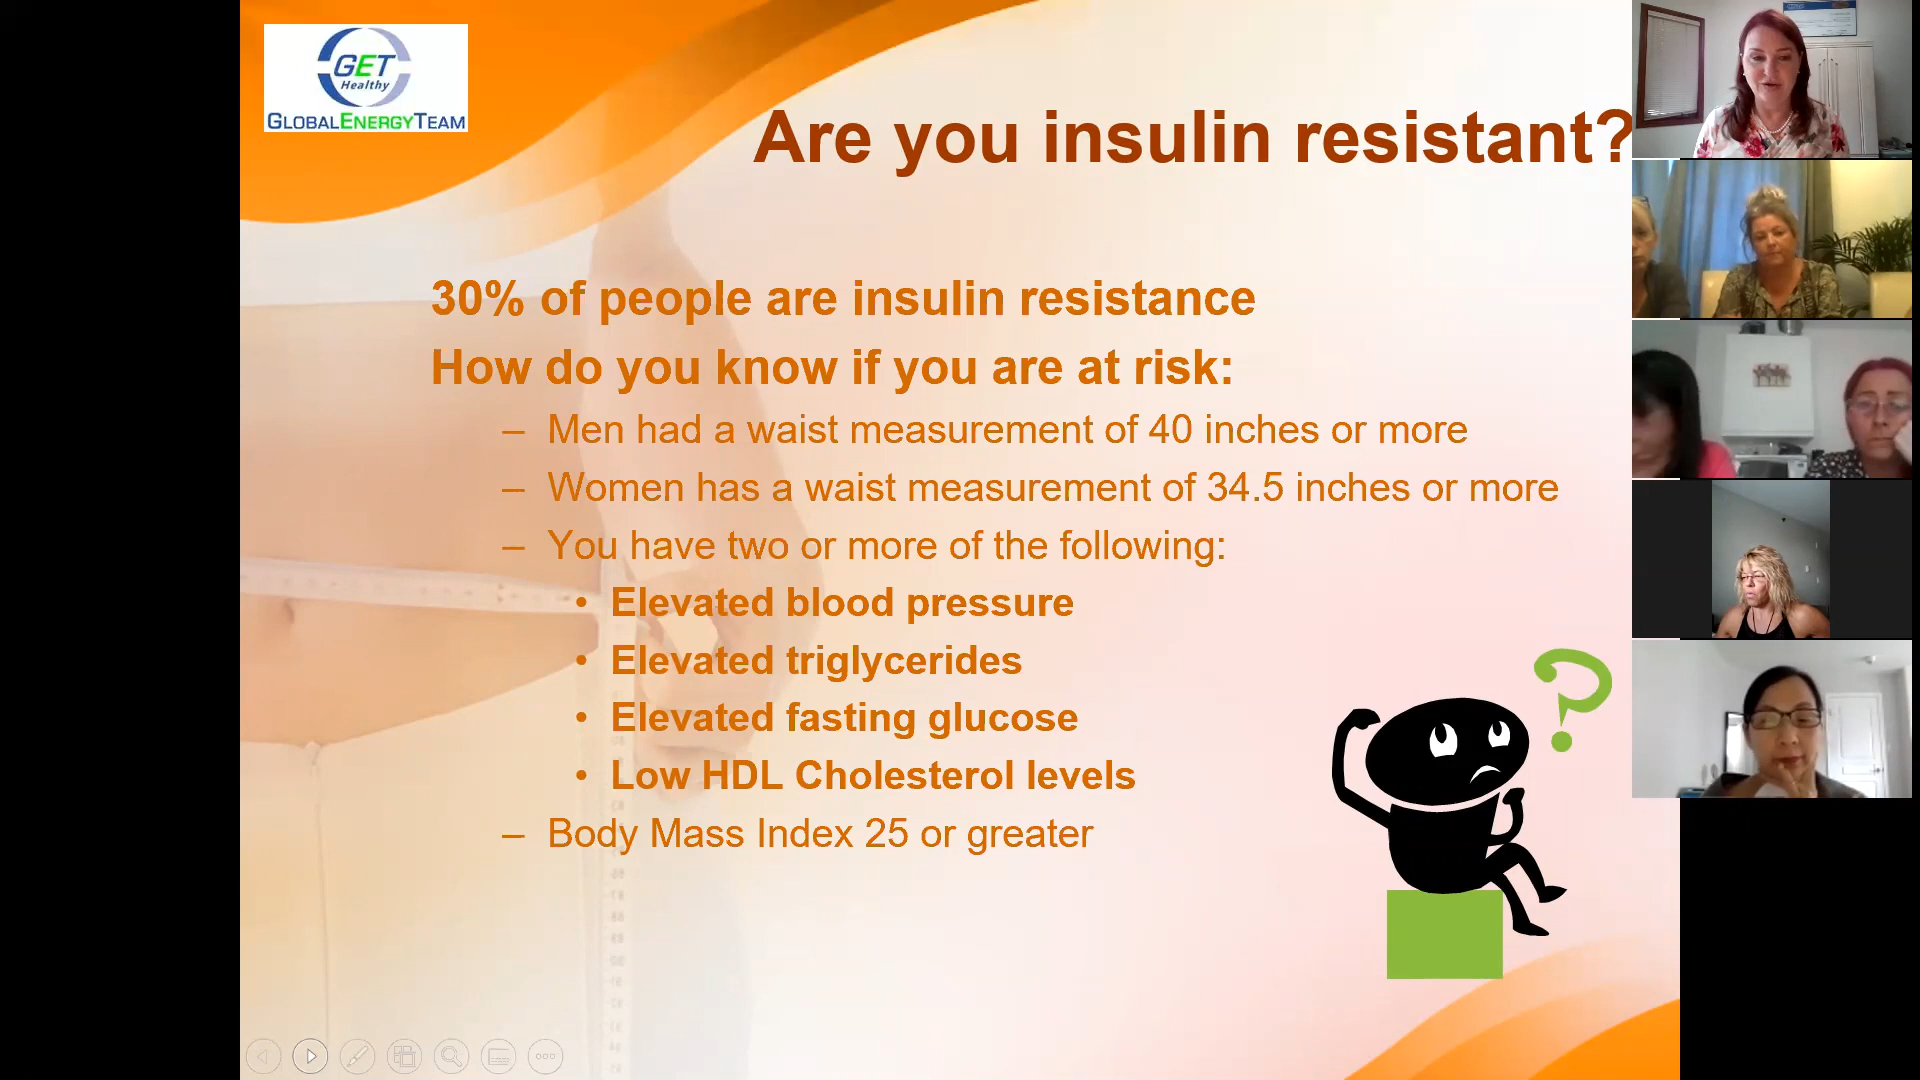 GET
Healthy
GLOBALENERGYTEAM
Are you insulin resistant?
30% of people are insulin resistance
How do you know if you are at risk:
– Men had a waist measurement of 40 inches or more
– Women has a waist measurement of 34.5 inches or more
– You have two or more of the following:
• Elevated blood pressure
• Elevated triglycerides
• Elevated fasting glucose
• Low HDL Cholesterol levels
– Body Mass Index 25 or greater